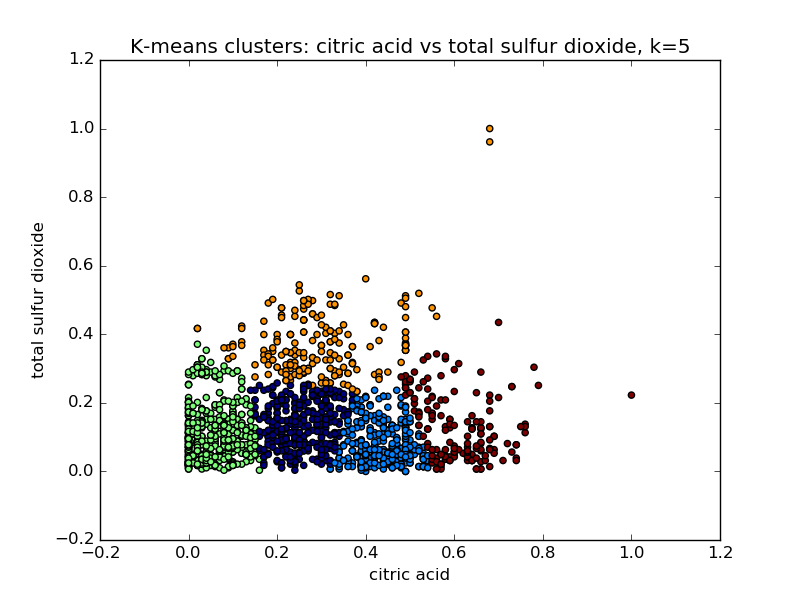 K-means clusters: citric acid vs total sulfur dioxide, k=5
1.2
1.0
0.8
0.6
0.4
0.2
0.0
−0.2
total sulfur dioxide
−0.2 0.0 0.2 0.4 0.6 0.8 1.0 1.2
citric acid